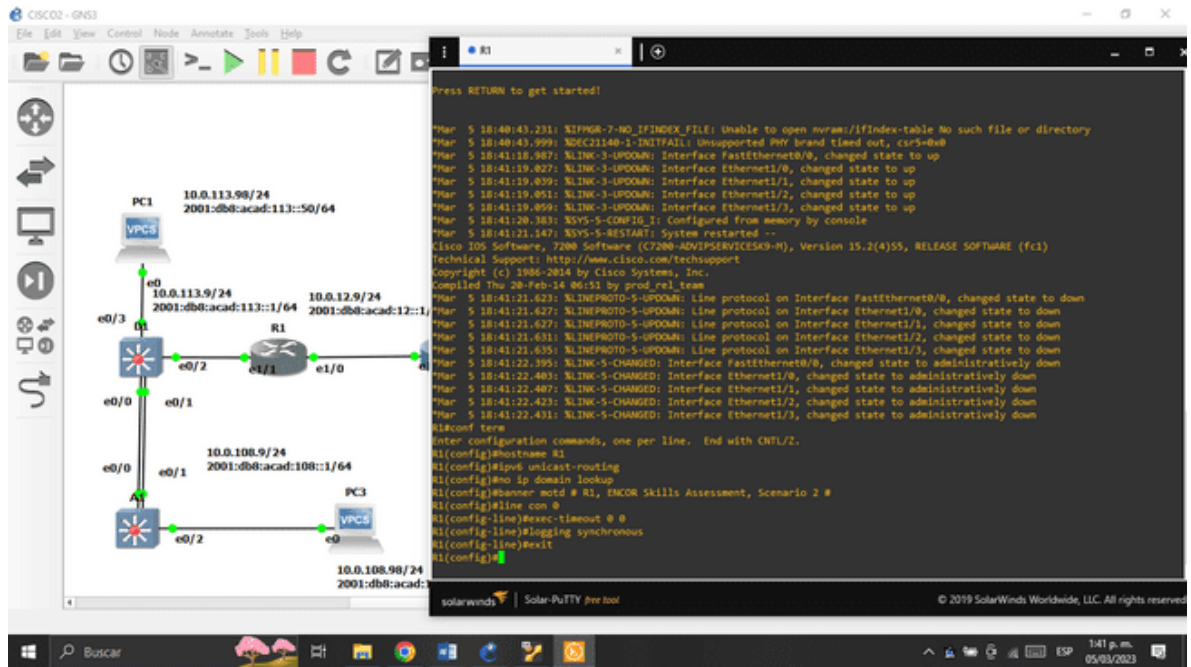 CISCO2 - GNS3
File Edit View Control Node Annotate Tools Help
R1
PC1
10.0.113.98/24
2001:db8:acad:113::50/64
VPCS
e0
10.0.113.9/24
2001:db8:acad:113::1/64
10.0.12.9/24
2001:db8:acad:12::1/
e0/3
D1
R1
e0/2
e1/1
e1/0
e0/0
e0/1
10.0.108.9/24
2001:db8:acad:108::1/64
e0/0
e0/1
A1
PC3
VPCS
e0/2
e0
10.0.108.98/24
2001:db8:acad:1
Press RETURN to get started!
*Mar  5 18:40:43.231: %IFMGR-7-NO_IFINDEX_FILE: Unable to open nvram:/ifIndex-table No such file or directory
*Mar  5 18:40:43.999: %DEC21140-1-INITFAIL: Unsupported PHY brand timed out, csr5=0x0
*Mar  5 18:41:18.987: %LINK-3-UPDOWN: Interface FastEthernet0/0, changed state to up
*Mar  5 18:41:19.027: %LINK-3-UPDOWN: Interface Ethernet1/0, changed state to up
*Mar  5 18:41:19.039: %LINK-3-UPDOWN: Interface Ethernet1/1, changed state to up
*Mar  5 18:41:19.051: %LINK-3-UPDOWN: Interface Ethernet1/2, changed state to up
*Mar  5 18:41:19.059: %LINK-3-UPDOWN: Interface Ethernet1/3, changed state to up
*Mar  5 18:41:20.383: %SYS-5-CONFIG_I: Configured from memory by console
*Mar  5 18:41:21.147: %SYS-5-RESTART: System restarted --
Cisco IOS Software, 7200 Software (C7200-ADVIPSERVICESK9-M), Version 15.2(4)S5, RELEASE SOFTWARE (fc1)
Technical Support: http://www.cisco.com/techsupport
Copyright (c) 1986-2014 by Cisco Systems, Inc.
Compiled Thu 20-Feb-14 06:51 by prod_rel_team
*Mar  5 18:41:21.623: %LINEPROTO-5-UPDOWN: Line protocol on Interface FastEthernet0/0, changed state to down
*Mar  5 18:41:21.627: %LINEPROTO-5-UPDOWN: Line protocol on Interface Ethernet1/0, changed state to down
*Mar  5 18:41:21.627: %LINEPROTO-5-UPDOWN: Line protocol on Interface Ethernet1/1, changed state to down
*Mar  5 18:41:21.631: %LINEPROTO-5-UPDOWN: Line protocol on Interface Ethernet1/2, changed state to down
*Mar  5 18:41:21.635: %LINEPROTO-5-UPDOWN: Line protocol on Interface Ethernet1/3, changed state to down
*Mar  5 18:41:22.395: %LINK-5-CHANGED: Interface FastEthernet0/0, changed state to administratively down
*Mar  5 18:41:22.403: %LINK-5-CHANGED: Interface Ethernet1/0, changed state to administratively down
*Mar  5 18:41:22.407: %LINK-5-CHANGED: Interface Ethernet1/1, changed state to administratively down
*Mar  5 18:41:22.423: %LINK-5-CHANGED: Interface Ethernet1/2, changed state to administratively down
*Mar  5 18:41:22.431: %LINK-5-CHANGED: Interface Ethernet1/3, changed state to administratively down
R1#conf term
Enter configuration commands, one per line.  End with CNTL/Z.
R1(config)#hostname R1
R1(config)#ipv6 unicast-routing
R1(config)#no ip domain lookup
R1(config)#banner motd # R1, ENCOR Skills Assessment, Scenario 2 #
R1(config)#line con 0
R1(config-line)#exec-timeout 0 0
R1(config-line)#logging synchronous
R1(config-line)#exit
R1(config)#
solarwinds | Solar-PuTTY free tool
© 2019 SolarWinds Worldwide, LLC. All rights reserved
Buscar
ESP
1:41 p. m.
05/03/2023